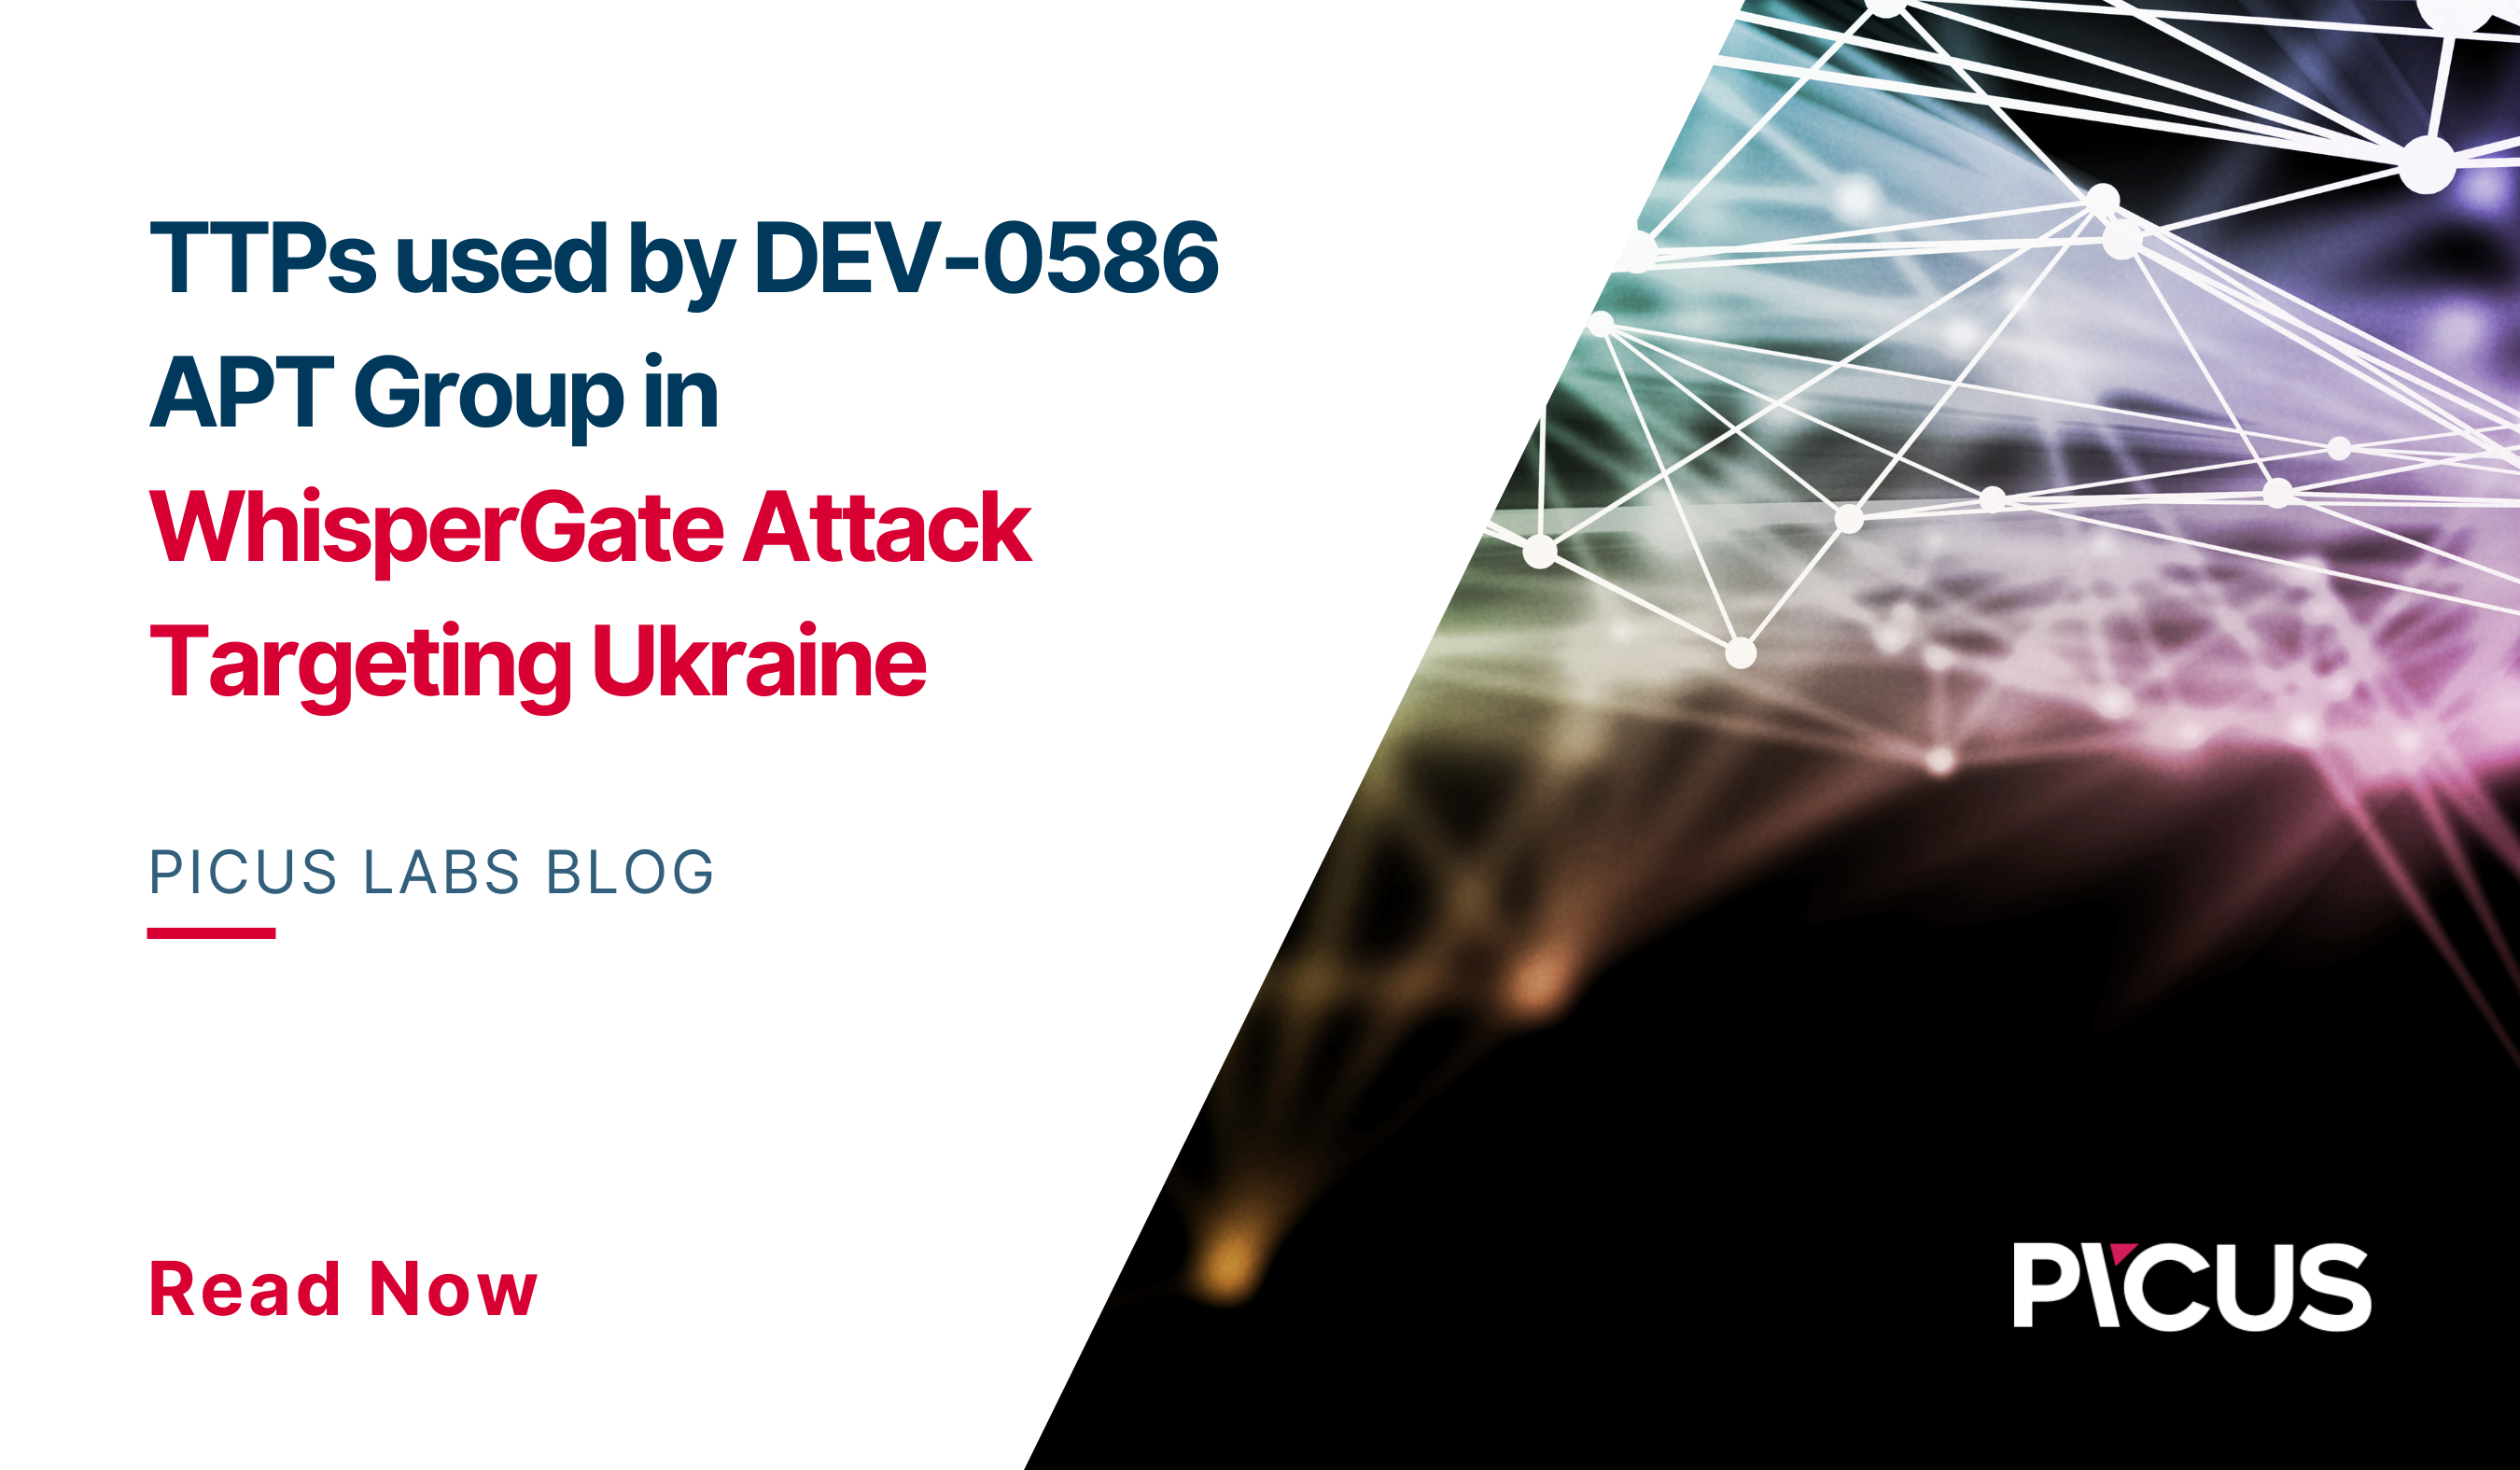 TTPs used by DEV-0586
APT Group in
WhisperGate Attack
Targeting Ukraine
PICUS LABS BLOG
Read Now
PICUS